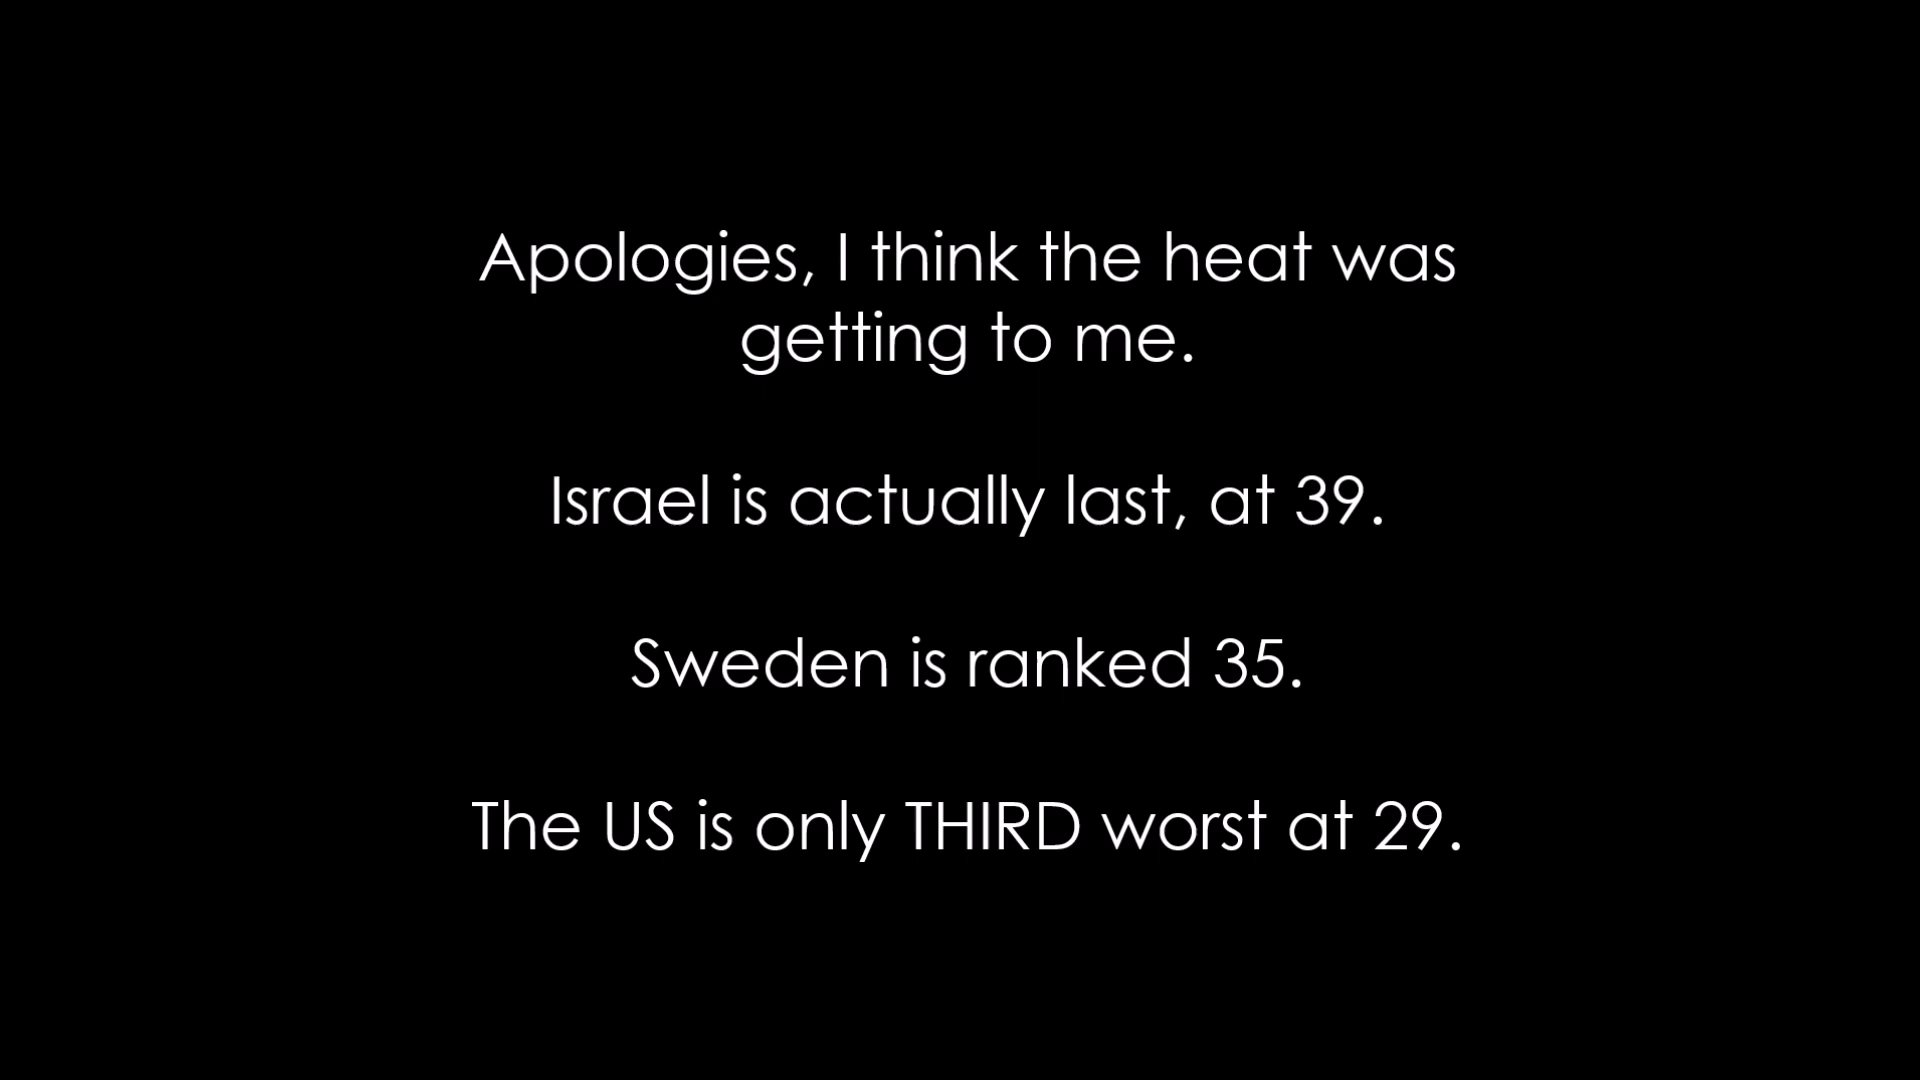 Apologies, I think the heat was
getting to me.
Israel is actually last, at 39.
Sweden is ranked 35.
The US is only THIRD worst at 29.